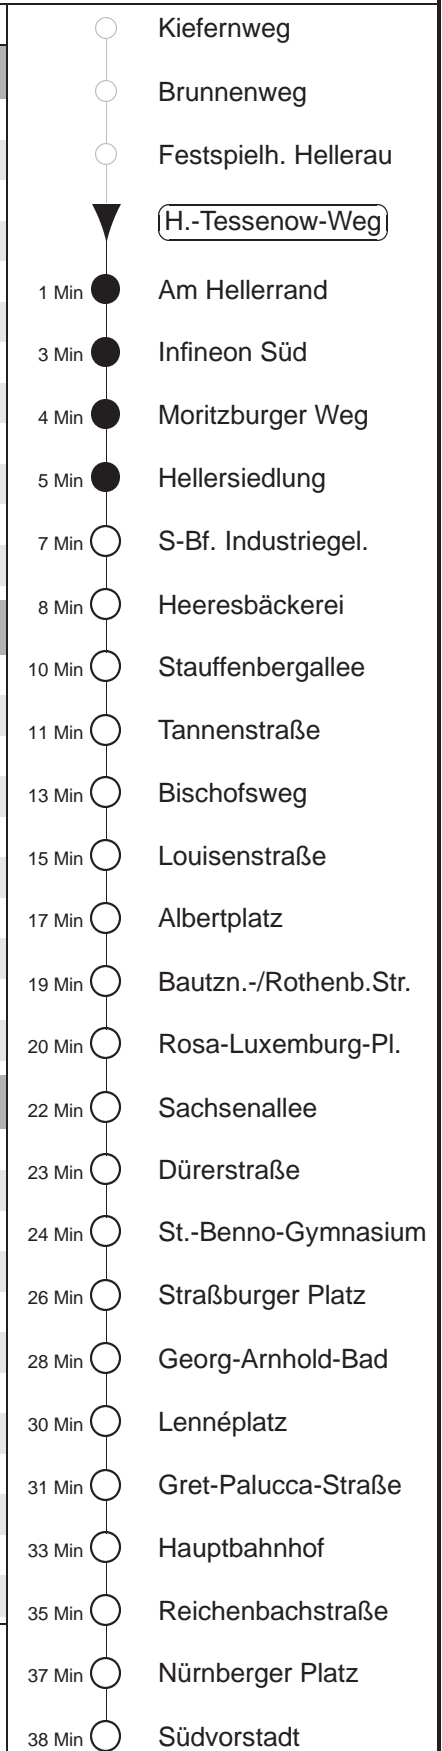 Kiefernweg
Brunnenweg
Festspielh. Hellerau
H.-Tessenow-Weg
1 Min Am Hellerrand
3 Min Infineon Süd
4 Min Moritzburger Weg
5 Min Hellersiedlung
7 Min S-Bf. Industriegel.
8 Min Heeresbäckerei
10 Min Stauffenbergallee
11 Min Tannenstraße
13 Min Bischofsweg
15 Min Louisenstraße
17 Min Albertplatz
19 Min Bautzn.-/Rothenb.Str.
20 Min Rosa-Luxemburg-Pl.
22 Min Sachsenallee
23 Min Dürerstraße
24 Min St.-Benno-Gymnasium
26 Min Straßburger Platz
28 Min Georg-Arnhold-Bad
30 Min Lennéplatz
31 Min Gret-Palucca-Straße
33 Min Hauptbahnhof
35 Min Reichenbachstraße
37 Min Nürnberger Platz
38 Min Südvorstadt